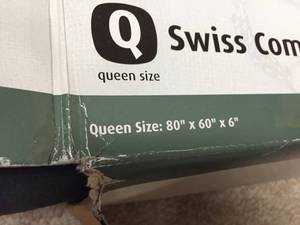 Q Swiss Com
queen size
Queen Size: 80" x 60" x 6"